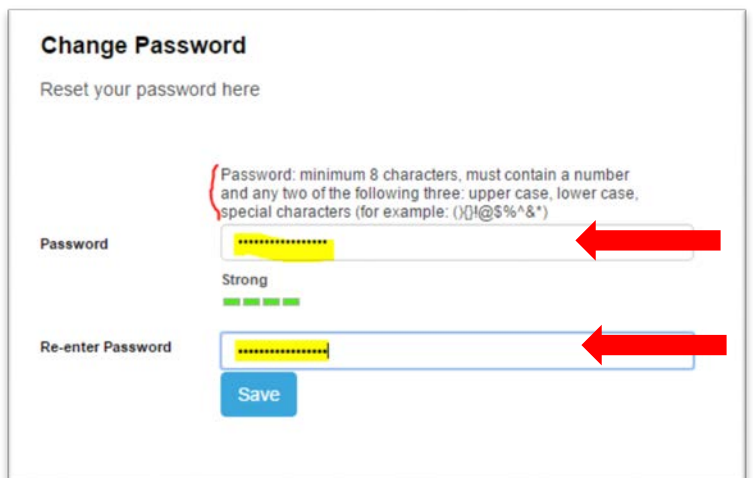 Change Password
Reset your password here
Password: minimum 8 characters, must contain a number
and any two of the following three: upper case, lower case,
special characters (for example: (){}!@$%^&*)
Password
Strong
Re-enter Password
Save